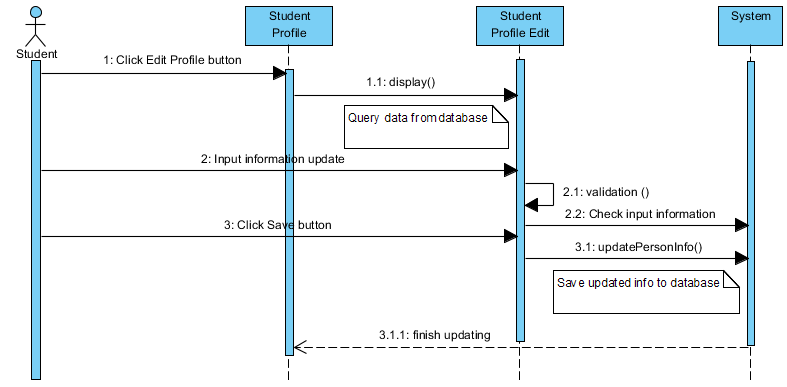 Student
Profile
Student
Profile Edit
System
Student
1: Click Edit Profile button
1.1: display()
Query data from database
2: Input information update
2.1: validation ()
2.2: Check input information
3: Click Save button
3.1: updatePersonInfo()
Save updated info to database
3.1.1: finish updating